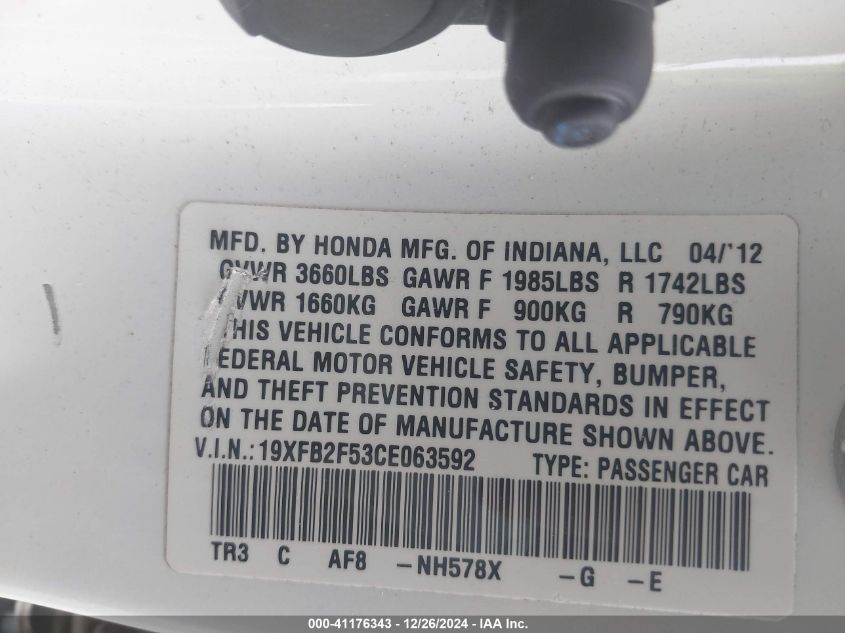 MFD. BY HONDA MFG. OF INDIANA, LLC 04/'12
GVWR 3660LBS GAWR F 1985LBS R 1742LBS
GVWR 1660KG GAWR F 900KG R 790KG
THIS VEHICLE CONFORMS TO ALL APPLICABLE
FEDERAL MOTOR VEHICLE SAFETY, BUMPER,
AND THEFT PREVENTION STANDARDS IN EFFECT
ON THE DATE OF MANUFACTURE SHOWN ABOVE.
V.I.N.:19XFB2F53CE063592 TYPE: PASSENGER CAR
TR3 C AF8 -NH578X -G -E
000-41176343 - 12/26/2024 - IAA Inc.